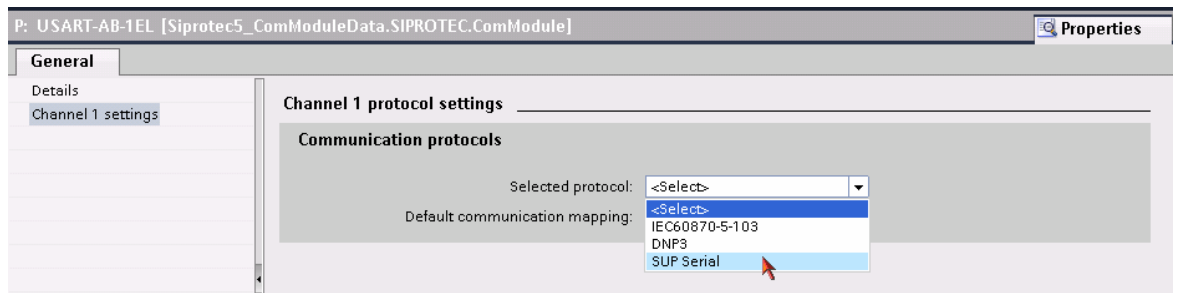 P: USART-AB-1EL [Siprotec5_ComModuleData.SIPROTEC.ComModule]
Properties
General
Details
Channel 1 settings
Channel 1 protocol settings
Communication protocols
Selected protocol: <Select>
Default communication mapping: <Select>
IEC60870-5-103
DNP3
SUP Serial